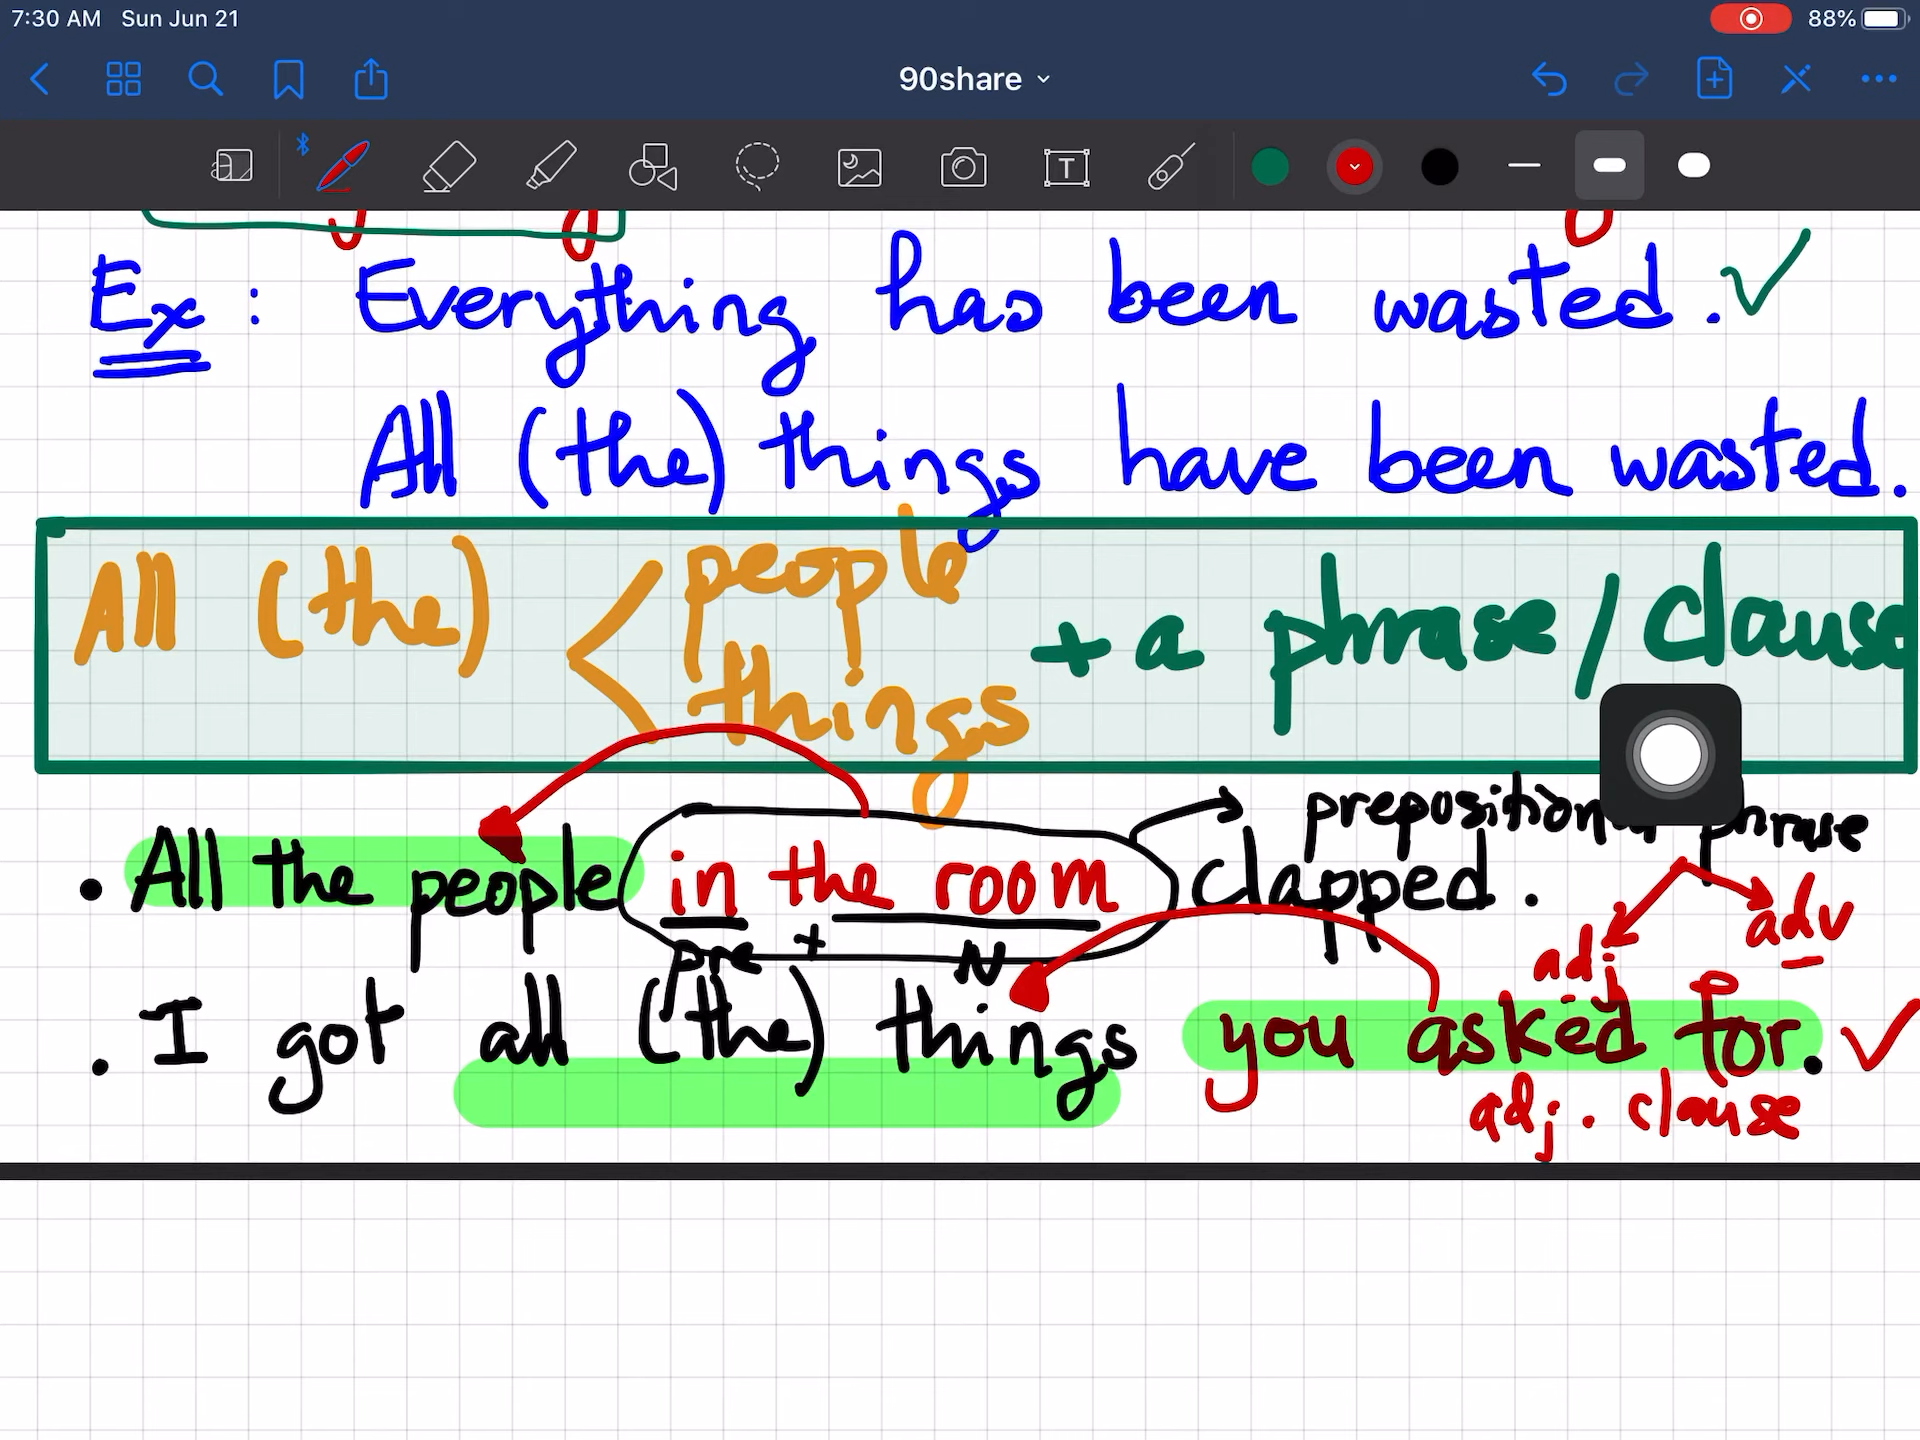 7:30 AM Sun Jun 21
88%
90share
Ex : Everything has been wasted.
All (the) things have been wasted.
All (the) people things + a phrase / clause
prepositional phrase
. All the people in the room clapped.
pre + N
adj adv
. I got all (the) things you asked for.
adj. clause